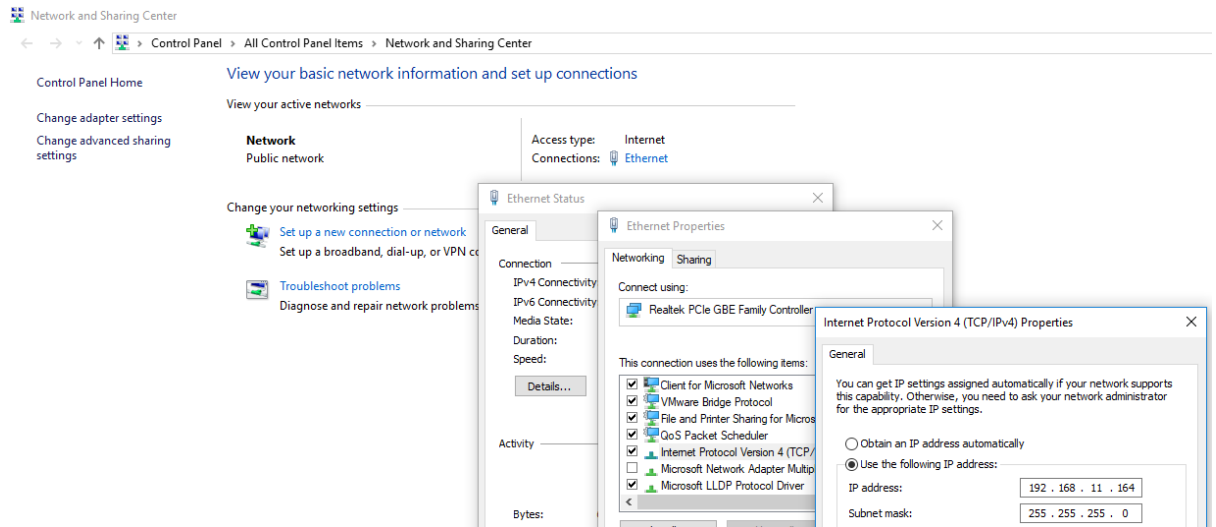 Network and Sharing Center
Control Panel > All Control Panel Items > Network and Sharing Center
Control Panel Home
Change adapter settings
Change advanced sharing
settings
View your basic network information and set up connections
View your active networks
Network
Public network
Access type: Internet
Connections: Ethernet
Change your networking settings
Set up a new connection or network
Set up a broadband, dial-up, or VPN
Troubleshoot problems
Diagnose and repair network problems
Ethernet Status
General
Connection
IPv4 Connectivity
IPv6 Connectivity
Media State:
Duration:
Speed:
Details...
Activity
Bytes:
Ethernet Properties
Networking
Sharing
Connect using:
Realtek PCIe GBE Family Controller
This connection uses the following items:
Client for Microsoft Networks
VMware Bridge Protocol
File and Printer Sharing for Micros
QoS Packet Scheduler
Internet Protocol Version 4 (TCP/
Microsoft Network Adapter Multip
Microsoft LLDP Protocol Driver
Internet Protocol Version 4 (TCP/IPv4) Properties
General
You can get IP settings assigned automatically if your network supports
this capability. Otherwise, you need to ask your network administrator
for the appropriate IP settings.
Obtain an IP address automatically
Use the following IP address:
IP address: 192 . 168 . 11 . 164
Subnet mask: 255 . 255 . 255 . 0